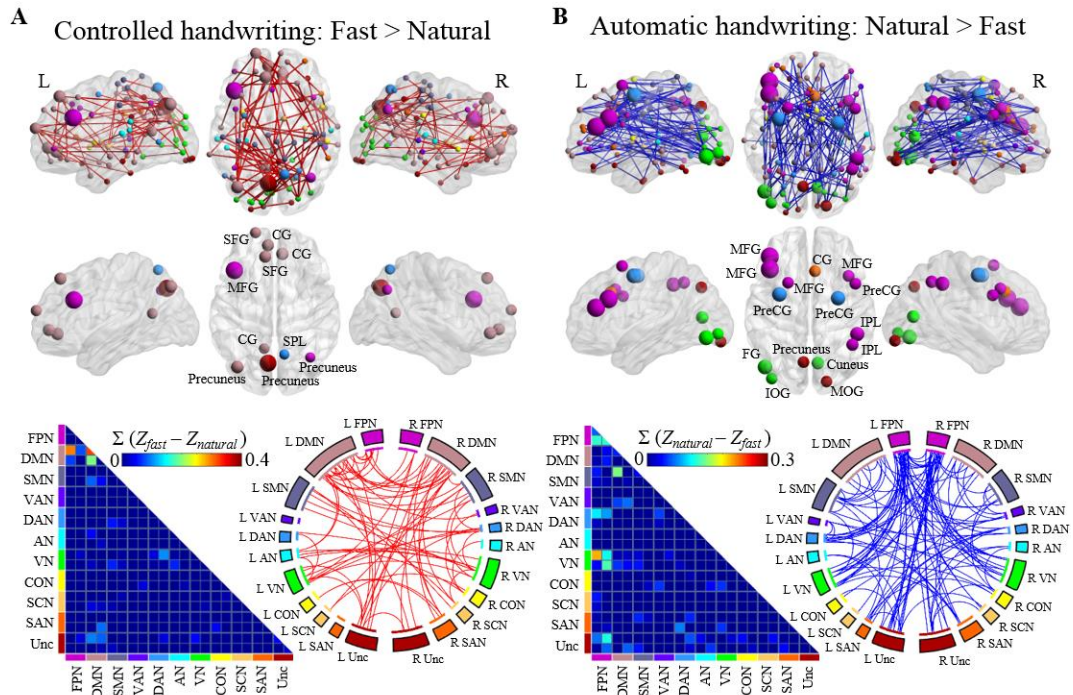 A
Controlled handwriting: Fast > Natural
L
R
SFG
CG
CG
SFG
MFG
CG
SPL
Precuneus
Precuneus
Precuneus
FPN
DMN
SMN
VAN
DAN
AN
VN
CON
SCN
SAN
Unc
FPN
DMN
SMN
VAN
DAN
AN
VN
CON
SCN
SAN
Unc
Σ (Zfast − Znatural)
0
0.4
L FPN
R FPN
L DMN
R DMN
L SMN
R SMN
L VAN
R VAN
L DAN
R DAN
L AN
R AN
L VN
R VN
L CON
R CON
L SCN
R SCN
L SAN
R SAN
L Unc
R Unc
B
Automatic handwriting: Natural > Fast
L
R
MFG
CG
MFG
MFG
MFG
PreCG
PreCG
PreCG
IPL
IPL
Precuneus
FG
Cuneus
IOG
MOG
FPN
DMN
SMN
VAN
DAN
AN
VN
CON
SCN
SAN
Unc
FPN
DMN
SMN
VAN
DAN
AN
VN
CON
SCN
SAN
Unc
Σ (Znatural − Zfast)
0
0.3
L FPN
R FPN
L DMN
R DMN
L SMN
R SMN
L VAN
R VAN
L DAN
R DAN
L AN
R AN
L VN
R VN
L CON
R CON
L SCN
R SCN
L SAN
R SAN
L Unc
R Unc